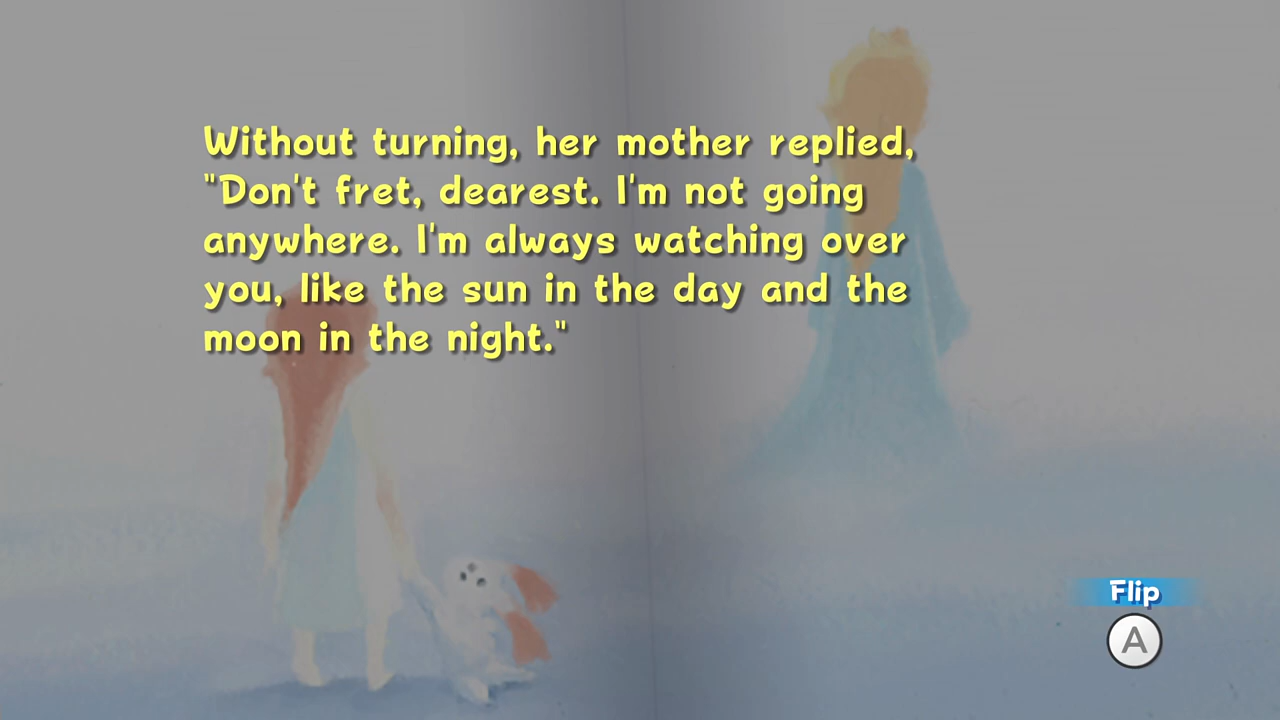 Without turning, her mother replied,
"Don't fret, dearest. I'm not going
anywhere. I'm always watching over
you, like the sun in the day and the
moon in the night."
Flip
A